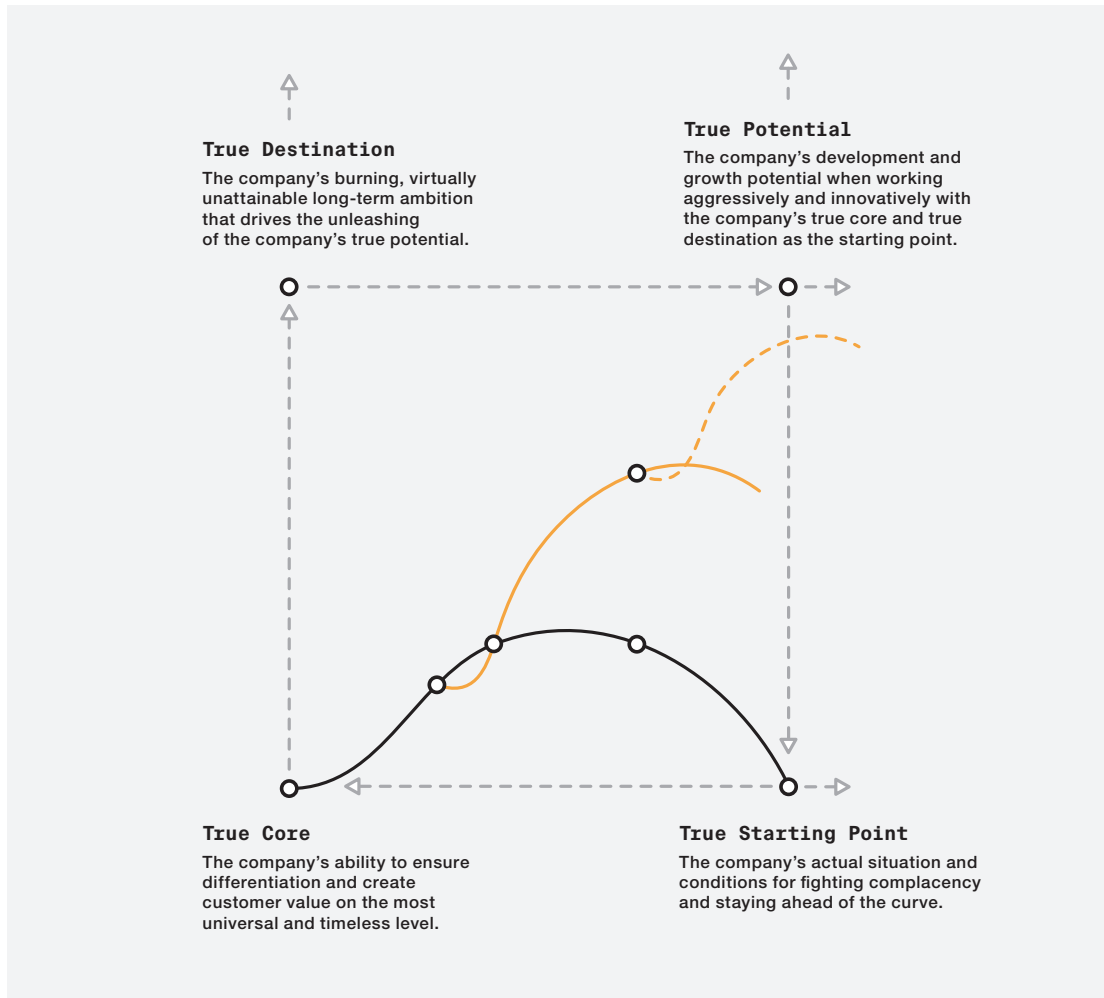 True Destination
The company’s burning, virtually
unattainable long-term ambition
that drives the unleashing
of the company’s true potential.
True Potential
The company’s development and
growth potential when working
aggressively and innovatively with
the company’s true core and true
destination as the starting point.
True Core
The company’s ability to ensure
differentiation and create
customer value on the most
universal and timeless level.
True Starting Point
The company’s actual situation and
conditions for fighting complacency
and staying ahead of the curve.